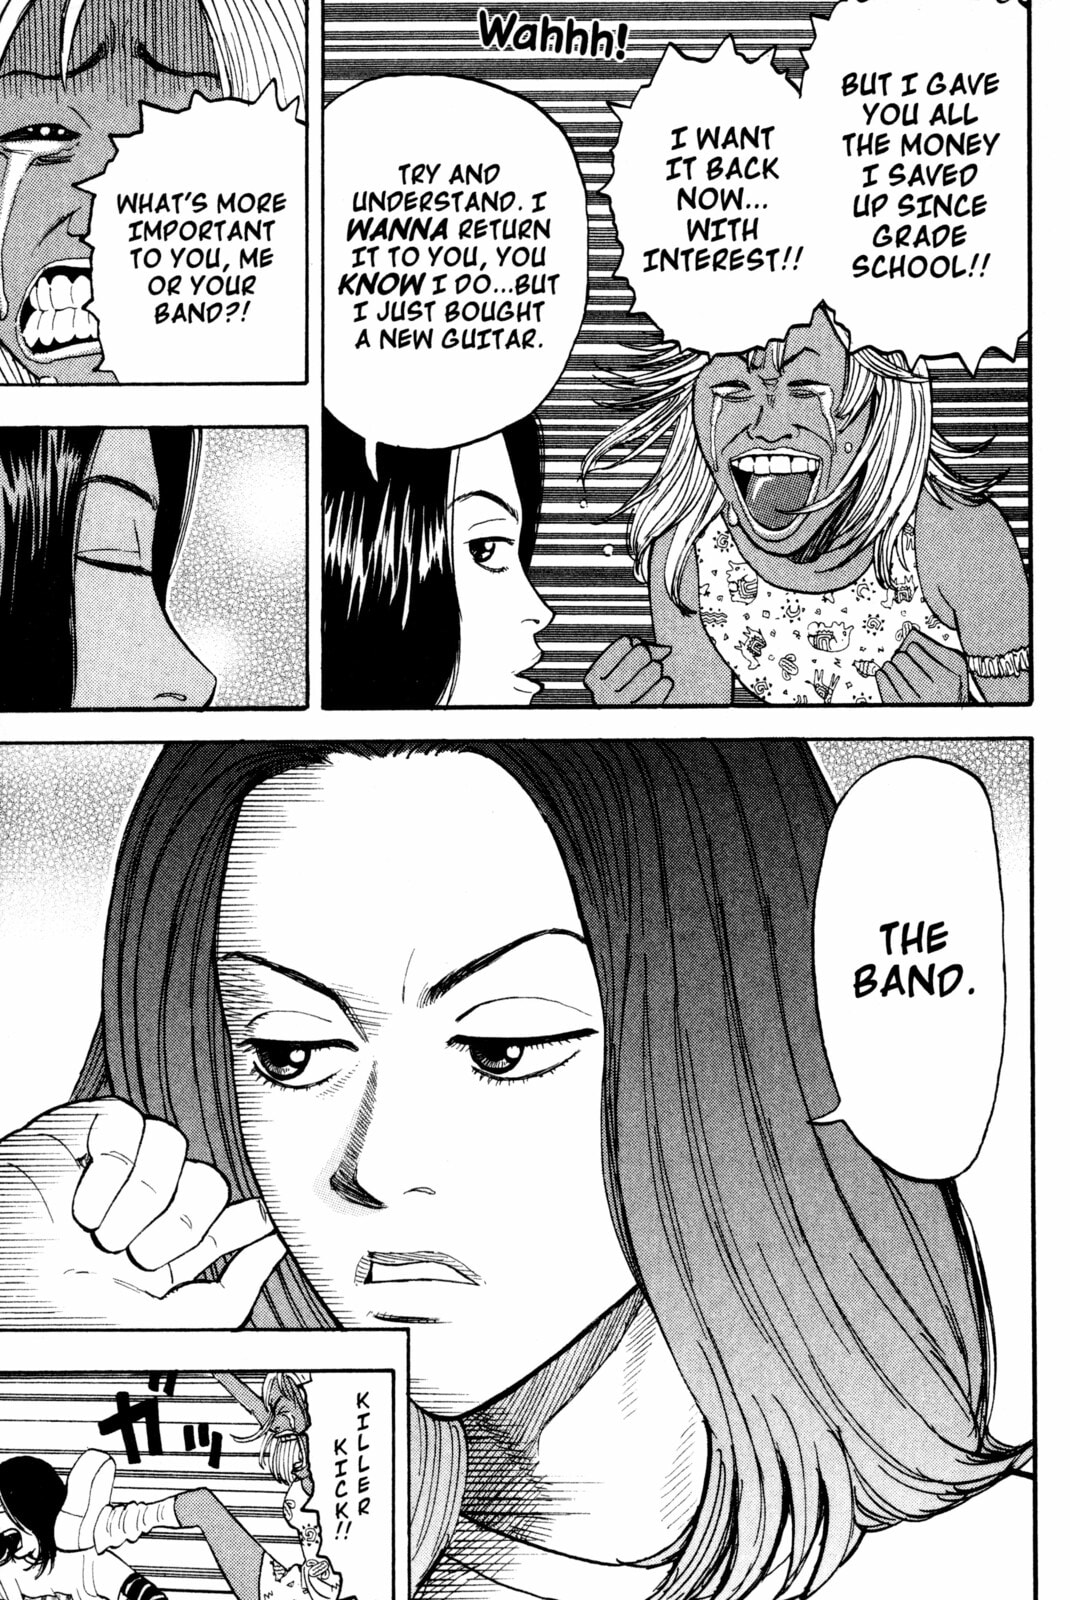 BUT I GAVE
YOU ALL
THE MONEY
I SAVED
UP SINCE
GRADE
SCHOOL!!
I WANT
IT BACK
NOW...
WITH
INTEREST!!
Wahhh!
TRY AND
UNDERSTAND. I
WANNA RETURN
IT TO YOU, YOU
KNOW I DO...BUT
I JUST BOUGHT
A NEW GUITAR.
WHAT'S MORE
IMPORTANT
TO YOU, ME
OR YOUR
BAND?!
THE
BAND.
KILLER
KICK!!
ガッ